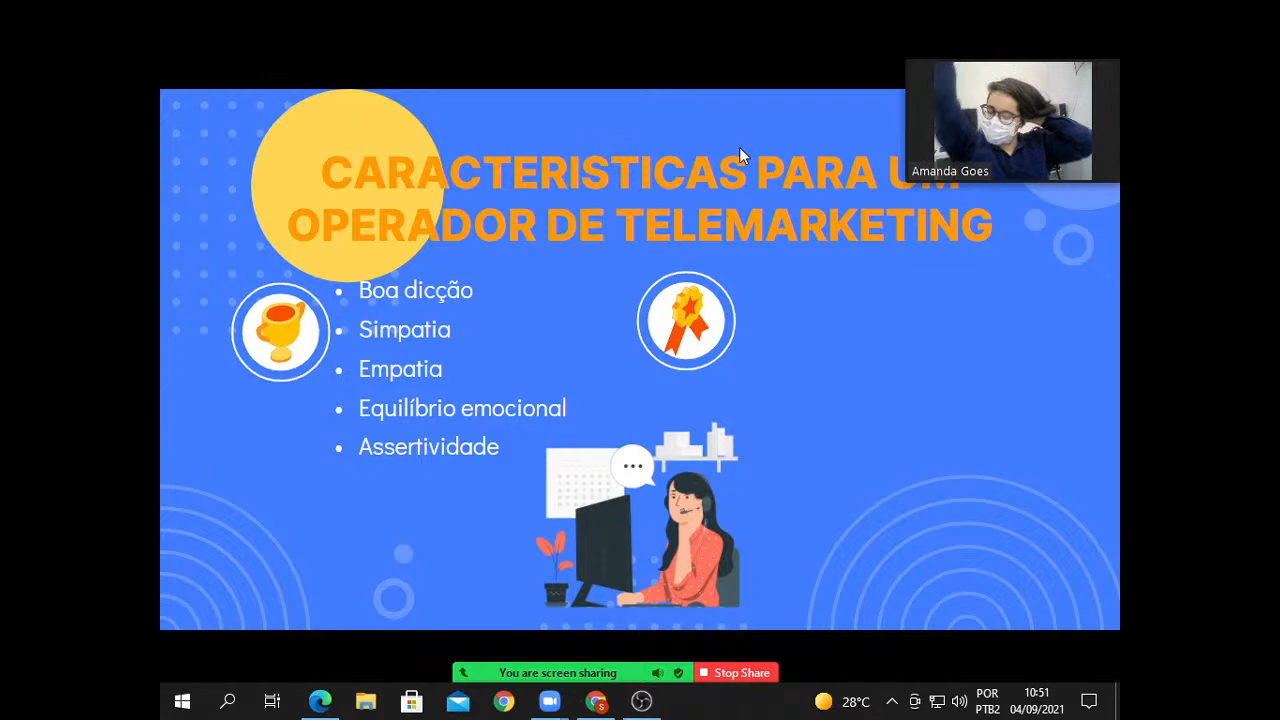 CARACTERISTICAS PARA UM
OPERADOR DE TELEMARKETING
Amanda Goes
• Boa dicção
• Simpatia
• Empatia
• Equilíbrio emocional
• Assertividade
You are screen sharing
Stop Share
28°C
POR
PTB2
10:51
04/09/2021